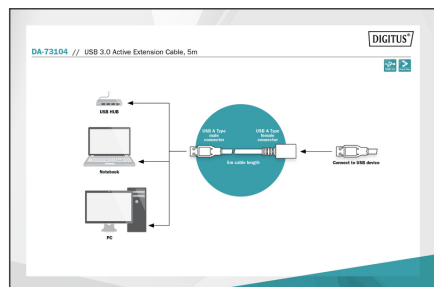 DIGITUS®
DA-73104 // USB 3.0 Active Extension Cable, 5m
USB HUB
USB A Type
male
connector
USB A Type
female
connector
5m cable length
Notebook
Connect to USB device
PC